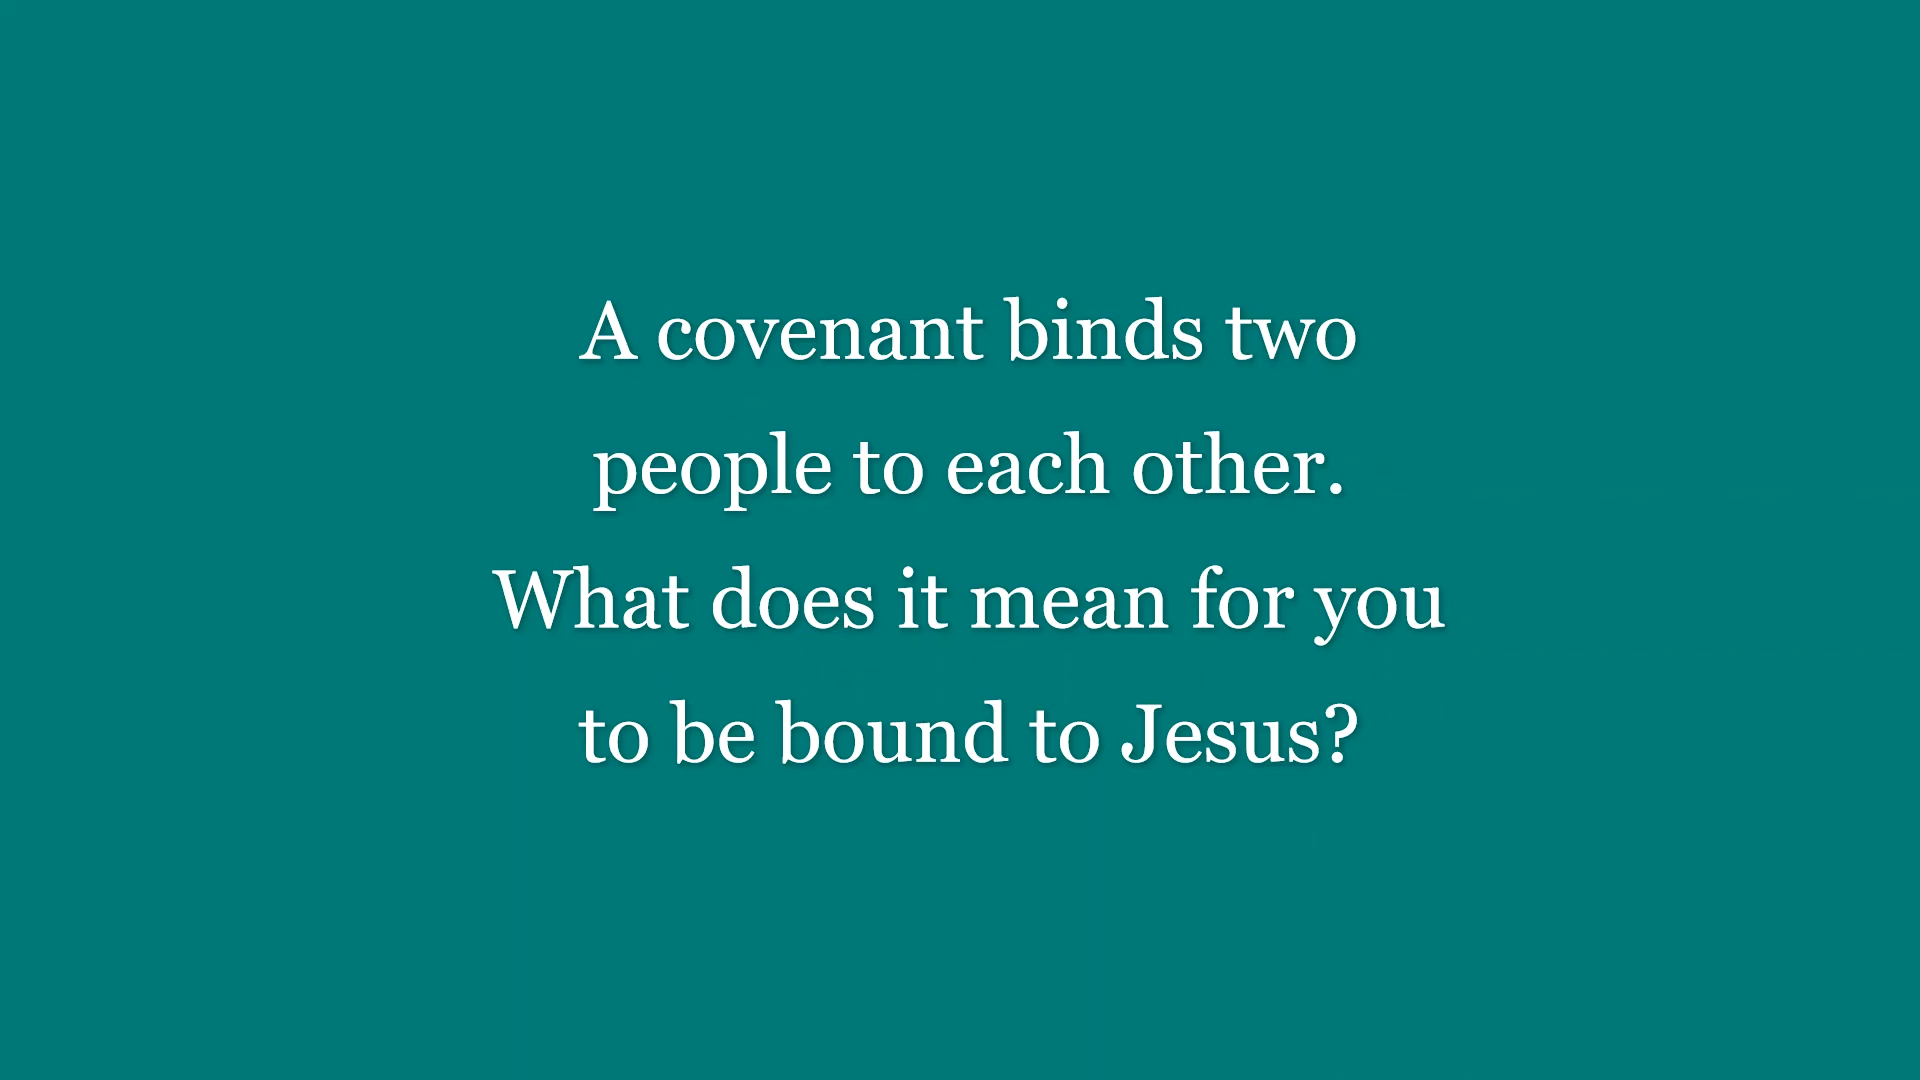 A covenant binds two
people to each other.
What does it mean for you
to be bound to Jesus?